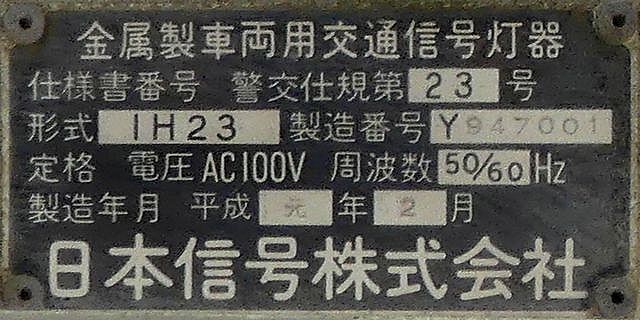 金属製車両用交通信号灯器
仕様書番号 警交仕規第 23 号
形式 1H23 製造番号 Y947001
定格 電圧 AC100V 周波数 50/60 Hz
製造年月 平成 元 年 2 月
日本信号株式会社